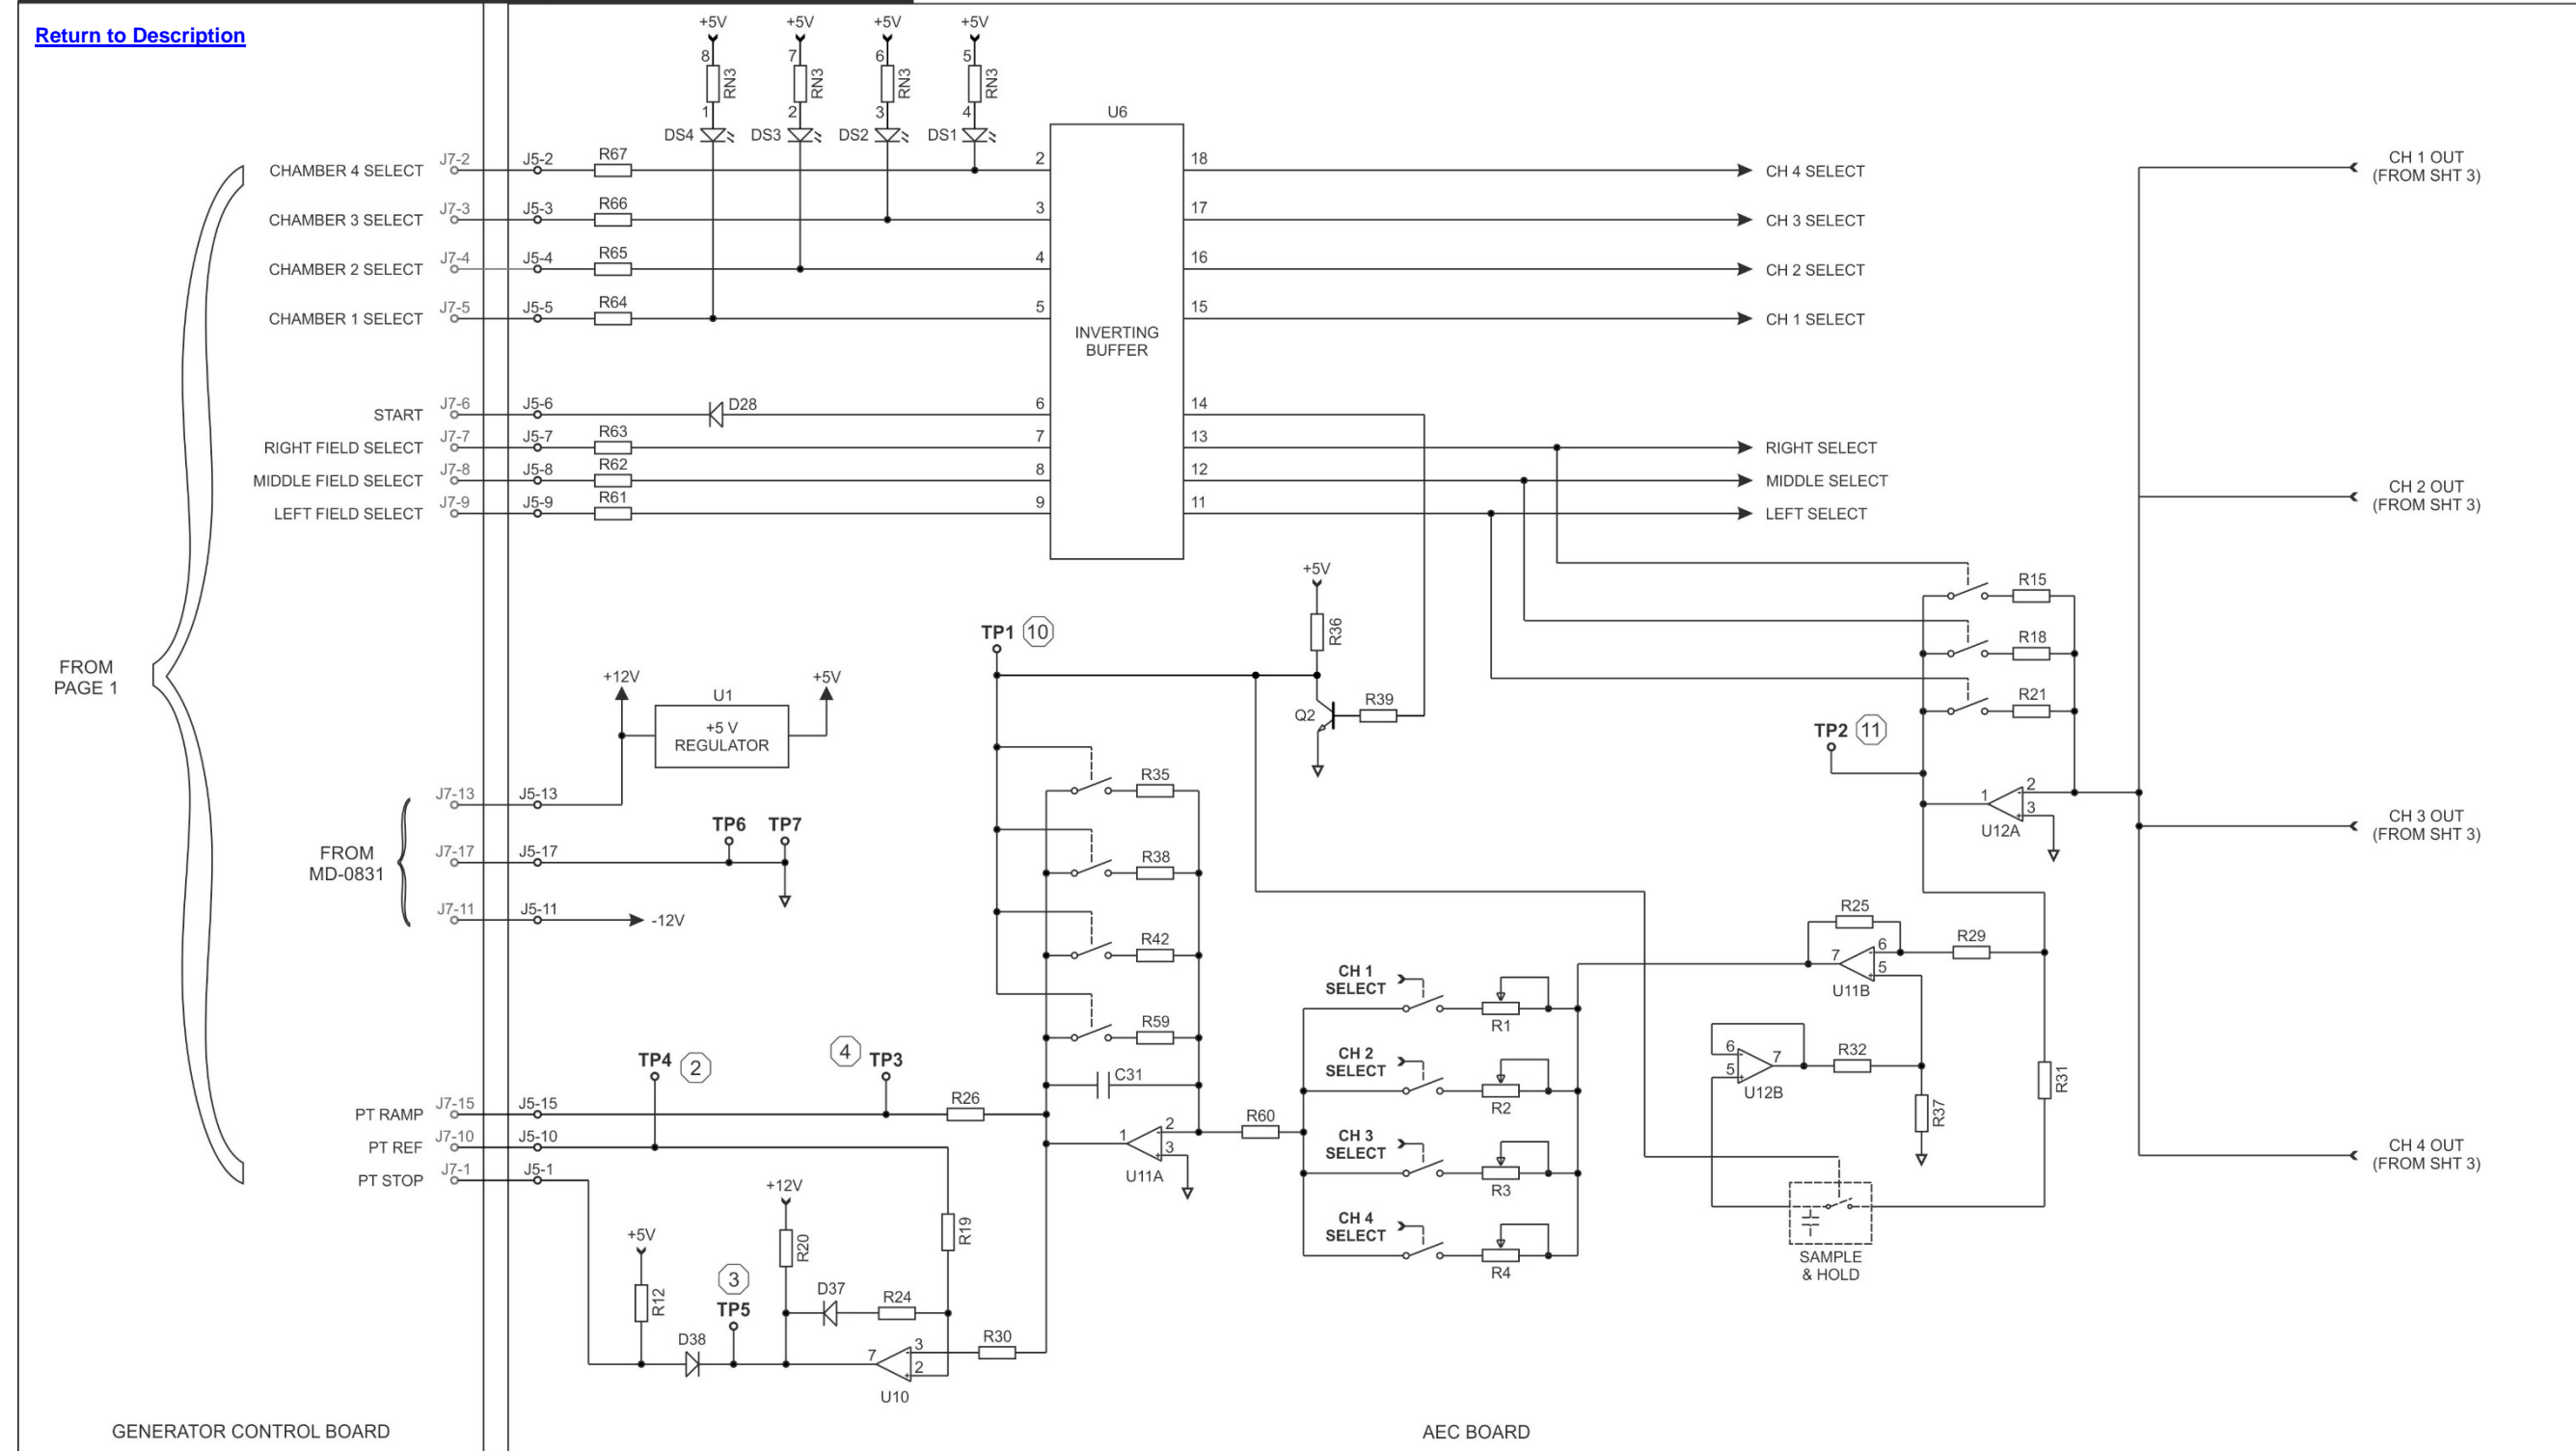 Return to Description
+5V +5V +5V +5V
8 7 6 5
RN3 RN3 RN3 RN3
1 2 3 4
DS4 DS3 DS2 DS1
U6
INVERTING
BUFFER
CHAMBER 4 SELECT J7-2 J5-2 R67 2 18 CH 4 SELECT
CHAMBER 3 SELECT J7-3 J5-3 R66 3 17 CH 3 SELECT
CHAMBER 2 SELECT J7-4 J5-4 R65 4 16 CH 2 SELECT
CHAMBER 1 SELECT J7-5 J5-5 R64 5 15 CH 1 SELECT
START J7-6 J5-6 D28 6 14
RIGHT FIELD SELECT J7-7 J5-7 R63 7 13 RIGHT SELECT
MIDDLE FIELD SELECT J7-8 J5-8 R62 8 12 MIDDLE SELECT
LEFT FIELD SELECT J7-9 J5-9 R61 9 11 LEFT SELECT
CH 1 OUT
(FROM SHT 3)
CH 2 OUT
(FROM SHT 3)
CH 3 OUT
(FROM SHT 3)
CH 4 OUT
(FROM SHT 3)
FROM
PAGE 1
+12V U1 +5V
+5 V
REGULATOR
TP1 10
+5V
R36
Q2 R39
R15
R18
R21
TP2 11
1 2
3
U12A
FROM
MD-0831
J7-13 J5-13
TP6 TP7
J7-17 J5-17
J7-11 J5-11 -12V
R35
R38
R42
R59
C31
TP4 2
4 TP3
PT RAMP J7-15 J5-15 R26
PT REF J7-10 J5-10
PT STOP J7-1 J5-1
1 2
3
U11A
R60
CH 1
SELECT
R1
CH 2
SELECT
R2
CH 3
SELECT
R3
CH 4
SELECT
R4
R25
R29
7 6
5
U11B
6
5 7
U12B
R32
R37
R31
SAMPLE
& HOLD
+12V
R20
R19
+5V
R12
3
TP5
D37 R24
D38
7 3
2
U10
R30
GENERATOR CONTROL BOARD
AEC BOARD